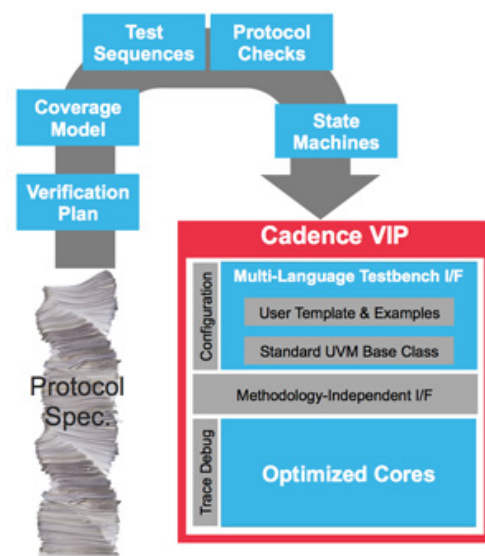 Test
Sequences
Protocol
Checks
Coverage
Model
State
Machines
Verification
Plan
Protocol
Spec.
Cadence VIP
Configuration
Multi-Language Testbench I/F
User Template & Examples
Standard UVM Base Class
Methodology-Independent I/F
Trace Debug
Optimized Cores